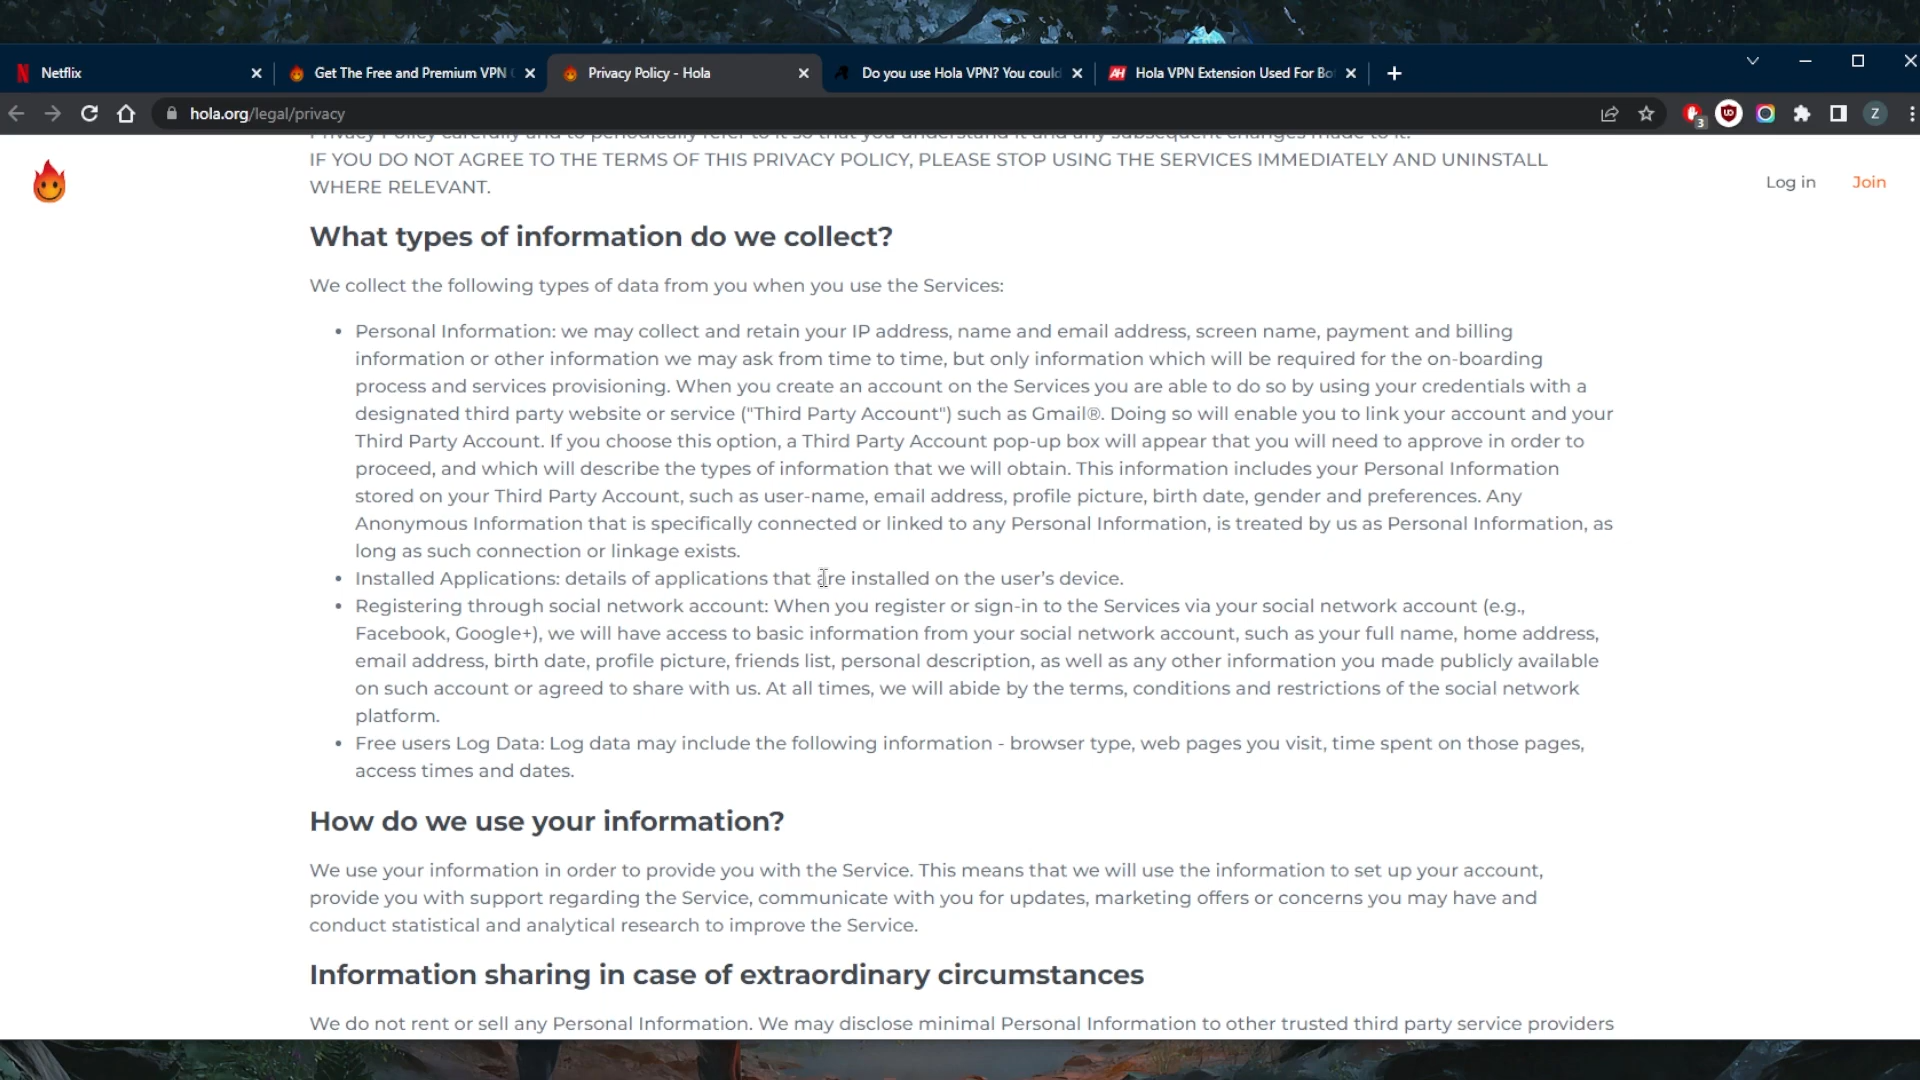 Netflix
Get The Free and Premium VPN
Privacy Policy - Hola
Do you use Hola VPN? You could
Hola VPN Extension Used For Bo
hola.org/legal/privacy
3
Z
Privacy Policy carefully and to periodically refer to it so that you understand it and any subsequent changes made to it.
IF YOU DO NOT AGREE TO THE TERMS OF THIS PRIVACY POLICY, PLEASE STOP USING THE SERVICES IMMEDIATELY AND UNINSTALL
WHERE RELEVANT.
Log in
Join
What types of information do we collect?
We collect the following types of data from you when you use the Services:
• Personal Information: we may collect and retain your IP address, name and email address, screen name, payment and billing
information or other information we may ask from time to time, but only information which will be required for the on-boarding
process and services provisioning. When you create an account on the Services you are able to do so by using your credentials with a
designated third party website or service ("Third Party Account") such as Gmail®. Doing so will enable you to link your account and your
Third Party Account. If you choose this option, a Third Party Account pop-up box will appear that you will need to approve in order to
proceed, and which will describe the types of information that we will obtain. This information includes your Personal Information
stored on your Third Party Account, such as user-name, email address, profile picture, birth date, gender and preferences. Any
Anonymous Information that is specifically connected or linked to any Personal Information, is treated by us as Personal Information, as
long as such connection or linkage exists.
• Installed Applications: details of applications that are installed on the user’s device.
• Registering through social network account: When you register or sign-in to the Services via your social network account (e.g.,
Facebook, Google+), we will have access to basic information from your social network account, such as your full name, home address,
email address, birth date, profile picture, friends list, personal description, as well as any other information you made publicly available
on such account or agreed to share with us. At all times, we will abide by the terms, conditions and restrictions of the social network
platform.
• Free users Log Data: Log data may include the following information - browser type, web pages you visit, time spent on those pages,
access times and dates.
How do we use your information?
We use your information in order to provide you with the Service. This means that we will use the information to set up your account,
provide you with support regarding the Service, communicate with you for updates, marketing offers or concerns you may have and
conduct statistical and analytical research to improve the Service.
Information sharing in case of extraordinary circumstances
We do not rent or sell any Personal Information. We may disclose minimal Personal Information to other trusted third party service providers